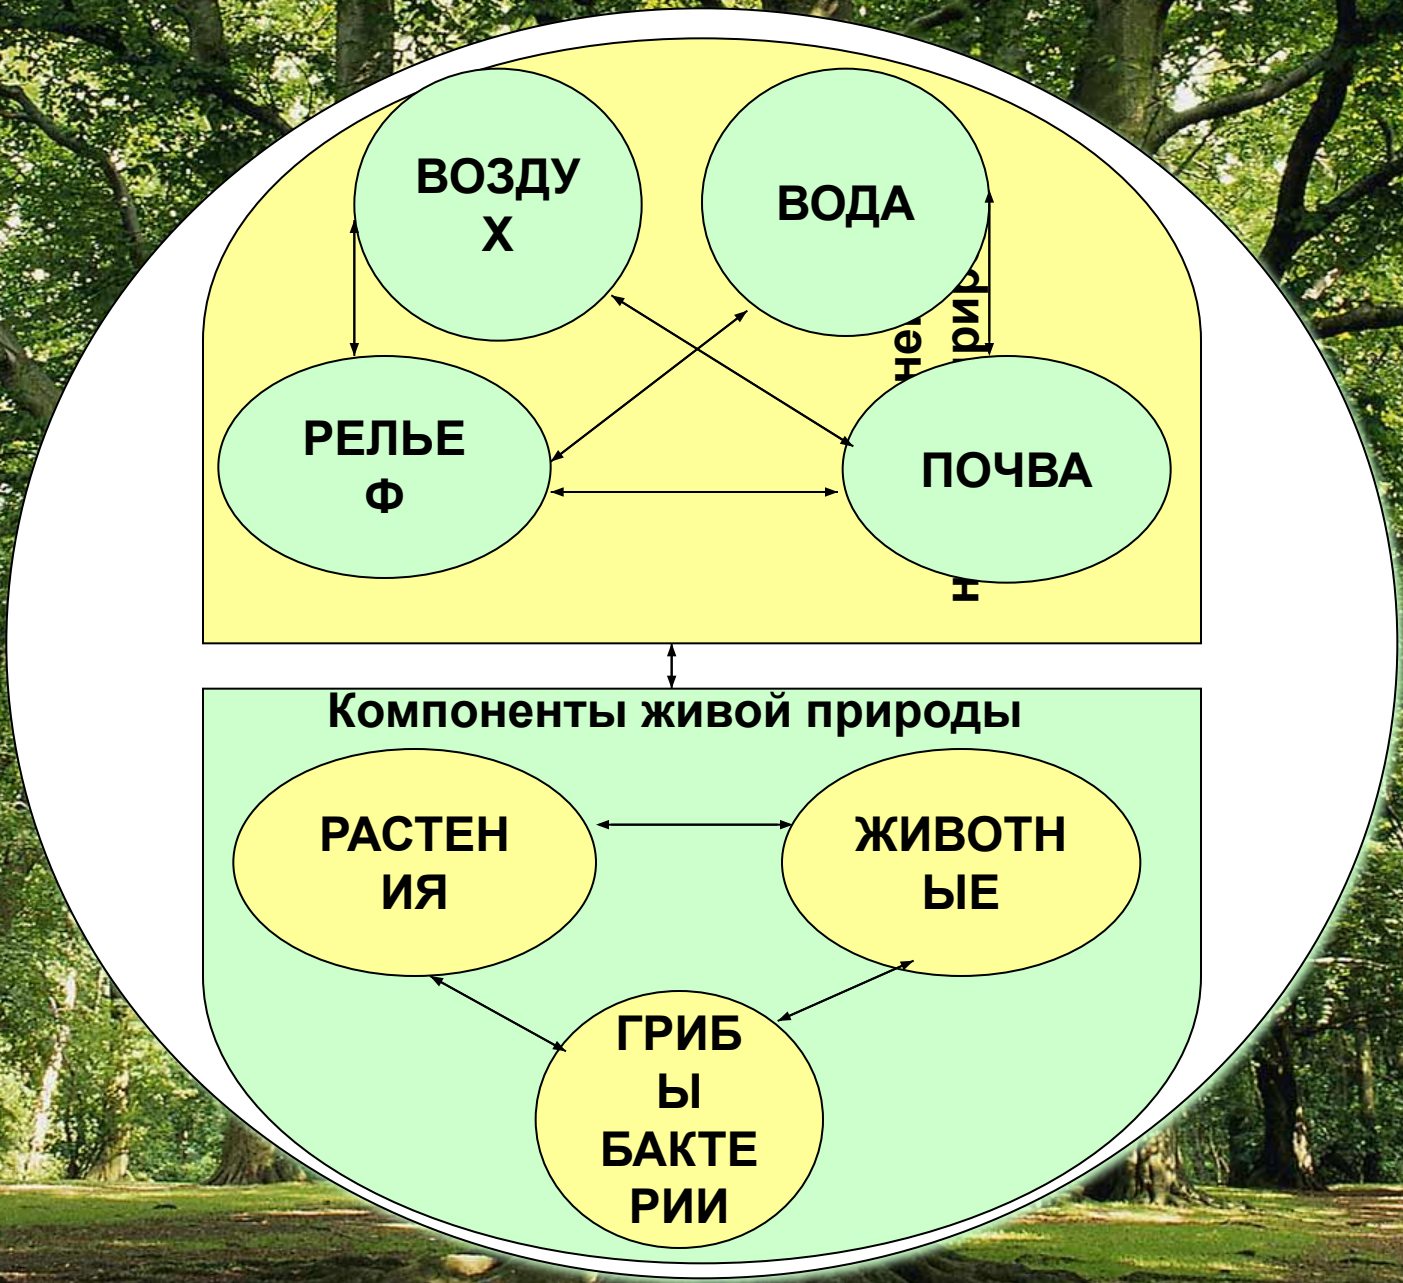 ВОЗДУ
Х
ВОДА
РЕЛЬЕ
Ф
ПОЧВА
Компоненты живой природы
РАСТЕН
ИЯ
ЖИВОТН
ЫЕ
ГРИБ
Ы
БАКТЕ
РИИ